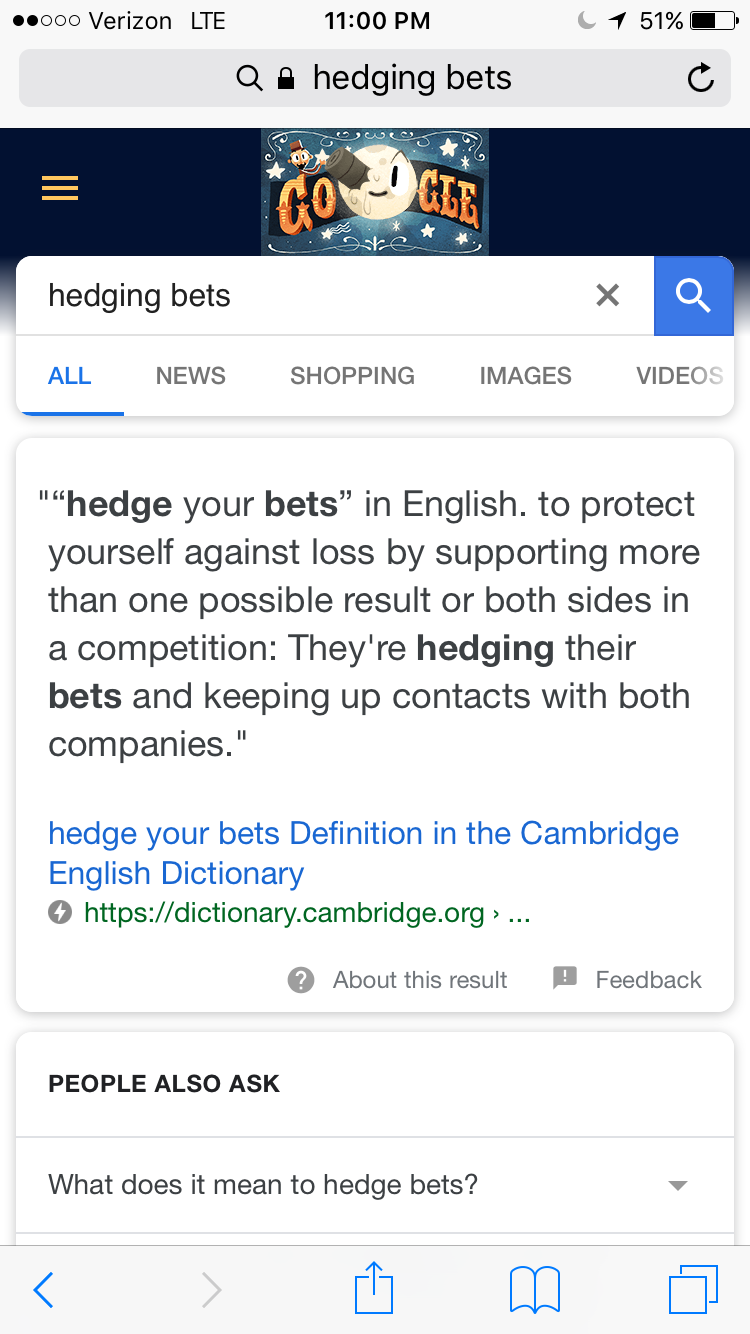 Verizon LTE 11:00 PM 51%
hedging bets
GOOGLE
hedging bets
ALL NEWS SHOPPING IMAGES VIDEOS
"“hedge your bets” in English. to protect
yourself against loss by supporting more
than one possible result or both sides in
a competition: They're hedging their
bets and keeping up contacts with both
companies."
hedge your bets Definition in the Cambridge
English Dictionary
https://dictionary.cambridge.org › ...
About this result Feedback
PEOPLE ALSO ASK
What does it mean to hedge bets?